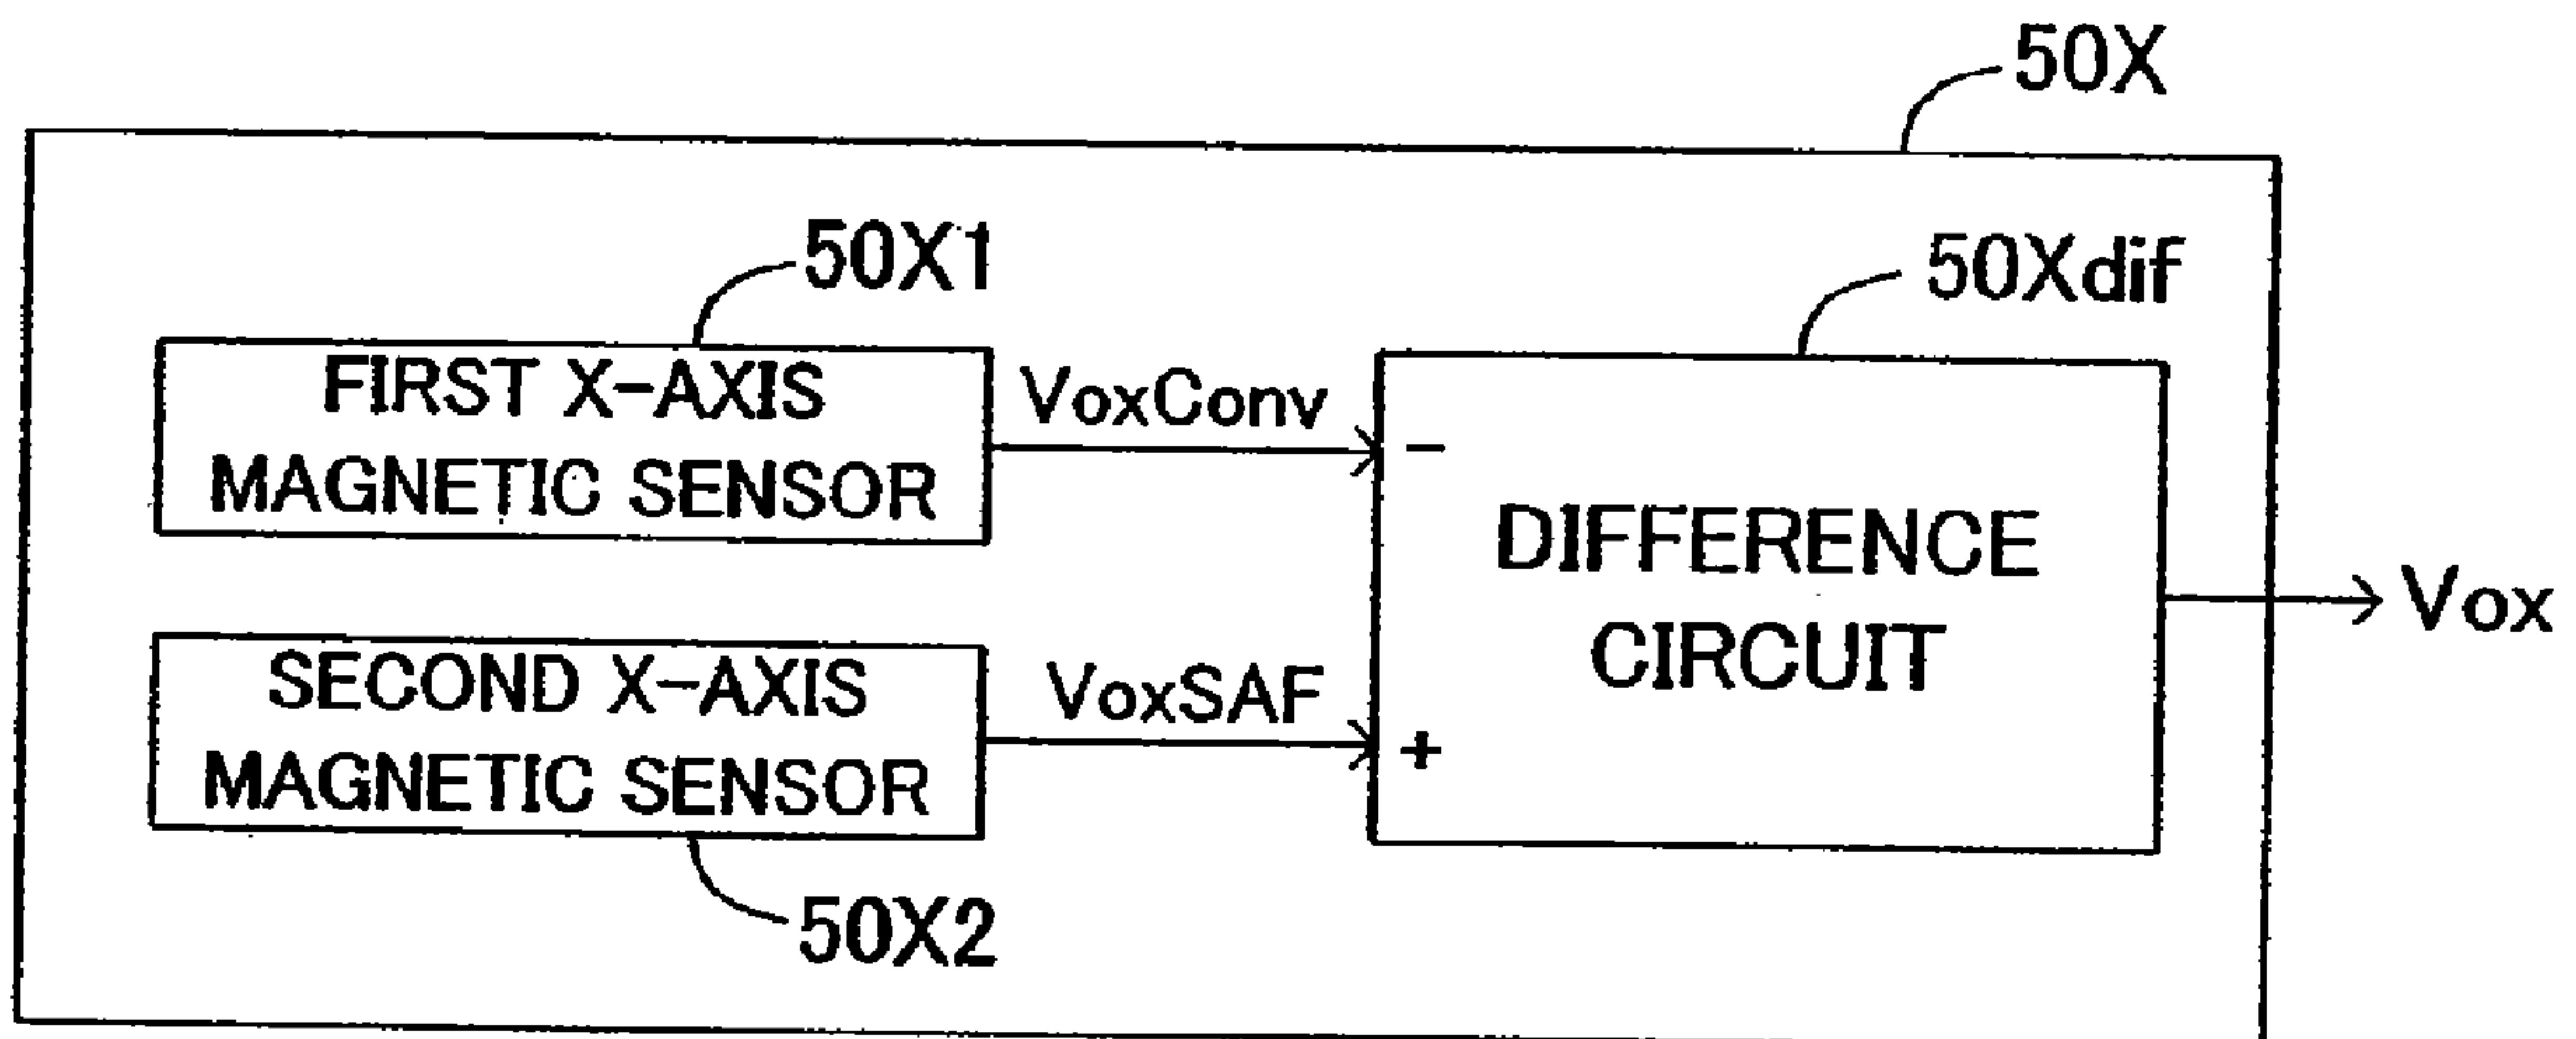 50X
50X1
50Xdif
FIRST X-AXIS
MAGNETIC SENSOR
VoxConv
-
DIFFERENCE
CIRCUIT
Vox
SECOND X-AXIS
MAGNETIC SENSOR
VoxSAF
+
50X2